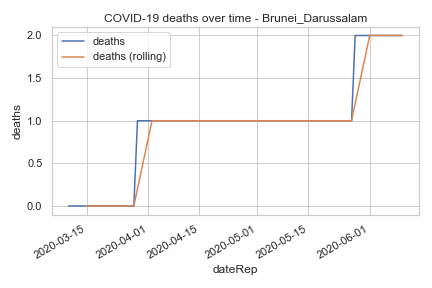 COVID-19 deaths over time - Brunei_Darussalam
deaths
deaths (rolling)
2.0
1.5
1.0
0.5
0.0
deaths
2020-03-15
2020-04-01
2020-04-15
2020-05-01
2020-05-15
2020-06-01
dateRep